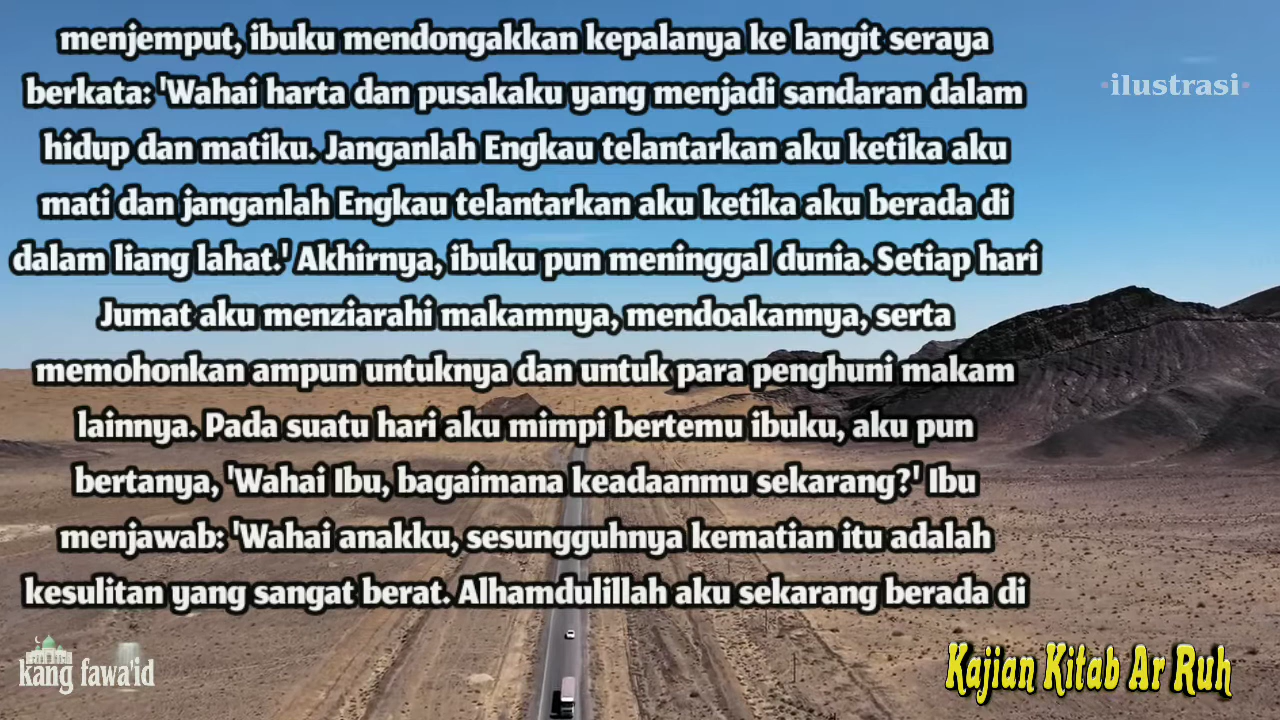 menjemput, ibuku mendongakkan kepalanya ke langit seraya
berkata: 'Wahai harta dan pusakaku yang menjadi sandaran dalam
hidup dan matiku. Janganlah Engkau telantarkan aku ketika aku
mati dan janganlah Engkau telantarkan aku ketika aku berada di
dalam liang lahat.' Akhirnya, ibuku pun meninggal dunia. Setiap hari
Jumat aku menziarahi makamnya, mendoakannya, serta
memohonkan ampun untuknya dan untuk para penghuni makam
lainnya. Pada suatu hari aku mimpi bertemu ibuku, aku pun
bertanya, 'Wahai Ibu, bagaimana keadaanmu sekarang?' Ibu
menjawab: 'Wahai anakku, sesungguhnya kematian itu adalah
kesulitan yang sangat berat. Alhamdulillah aku sekarang berada di
•ilustrasi•
kang fawa'id
Kajian Kitab Ar Ruh